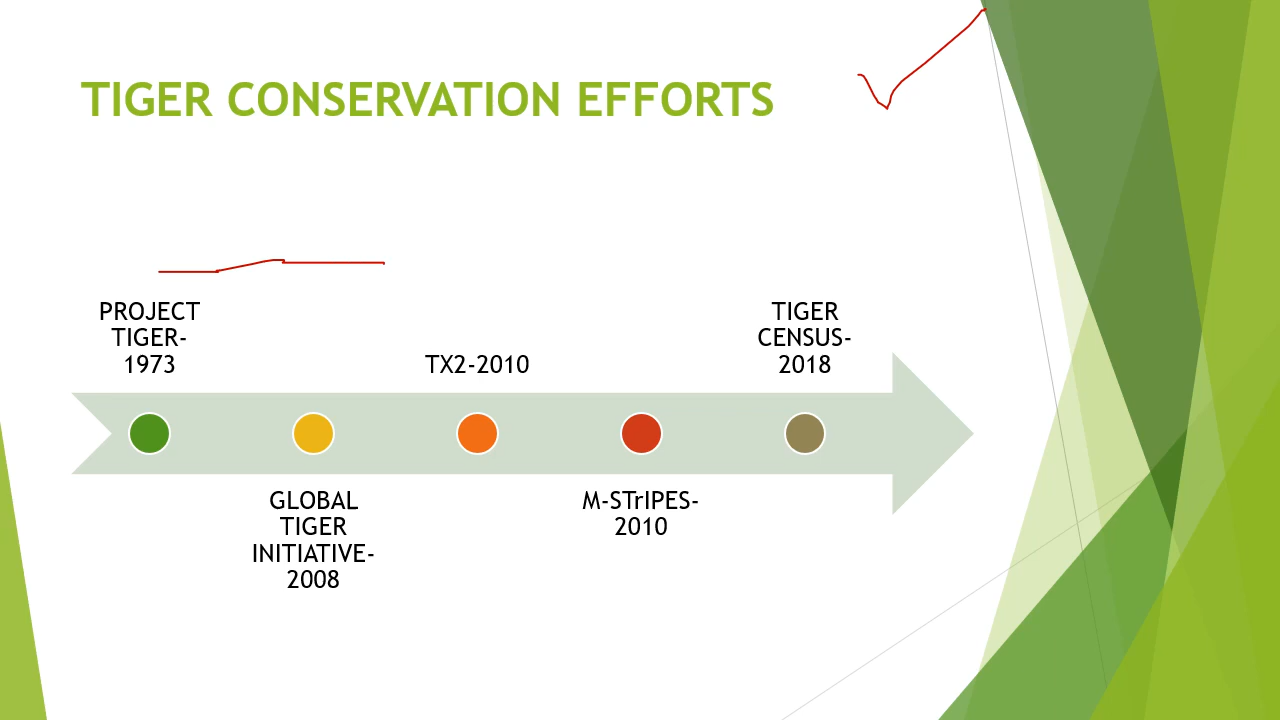 TIGER CONSERVATION EFFORTS
PROJECT
TIGER-
1973
GLOBAL
TIGER
INITIATIVE-
2008
TX2-2010
M-STrIPES-
2010
TIGER
CENSUS-
2018